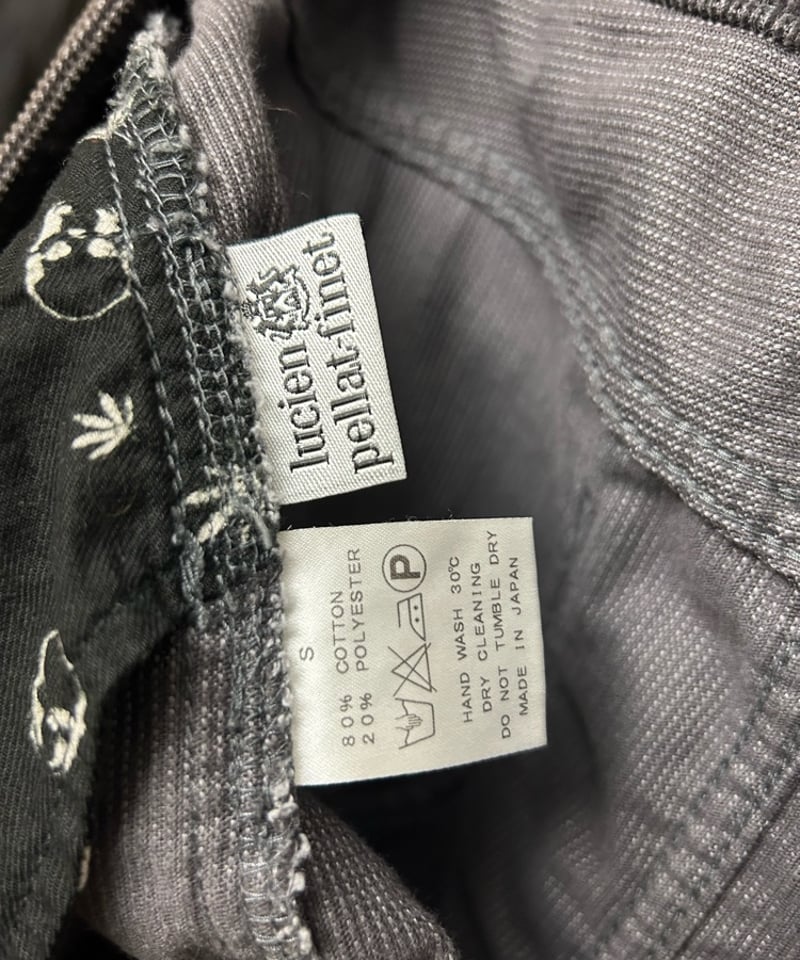 lucien
pellat-finet
S
80% COTTON
20% POLYESTER
P
HAND WASH 30℃
DRY CLEANING
DO NOT TUMBLE DRY
MADE IN JAPAN